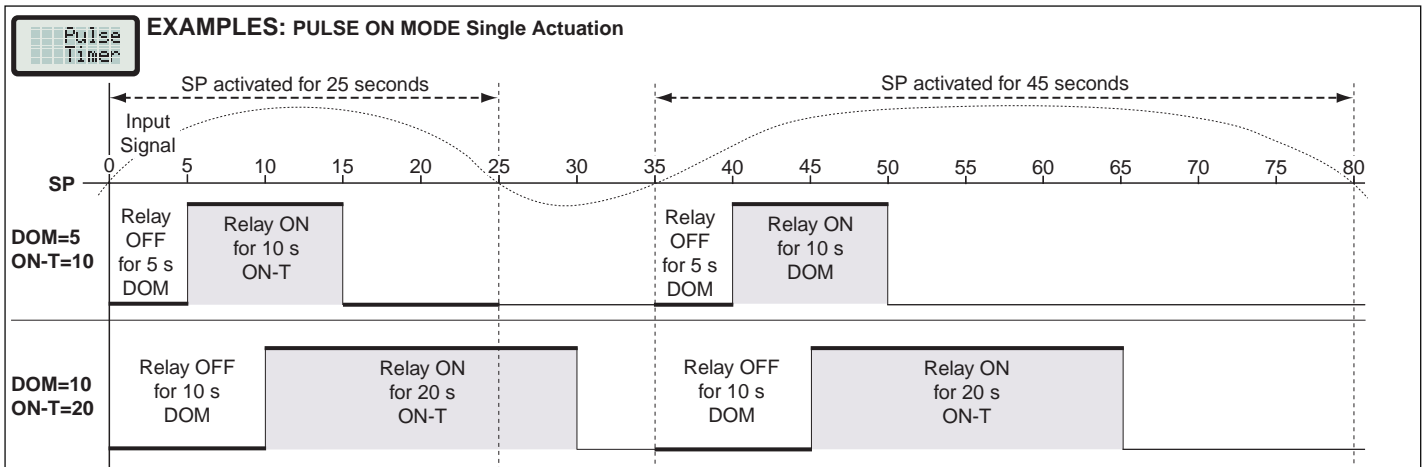 Pulse
Timer
EXAMPLES: PULSE ON MODE Single Actuation
SP activated for 25 seconds
SP activated for 45 seconds
Input
Signal
0 5 10 15 20 25 30 35 40 45 50 55 60 65 70 75 80
SP
DOM=5
ON-T=10
Relay
OFF
for 5 s
DOM
Relay ON
for 10 s
ON-T
Relay
OFF
for 5 s
DOM
Relay ON
for 10 s
DOM
DOM=10
ON-T=20
Relay OFF
for 10 s
DOM
Relay ON
for 20 s
ON-T
Relay OFF
for 10 s
DOM
Relay ON
for 20 s
ON-T